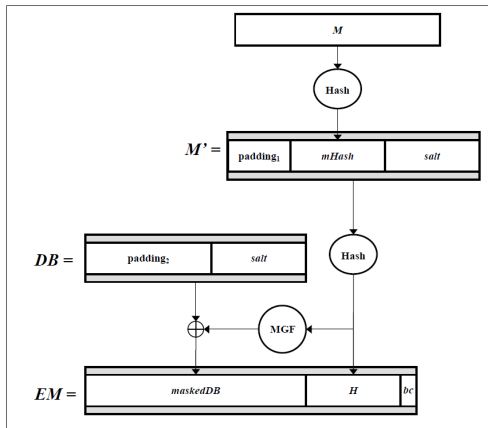 M
Hash
M’ = padding₁ mHash salt
DB = padding₂ salt Hash
MGF
EM = maskedDB H bc